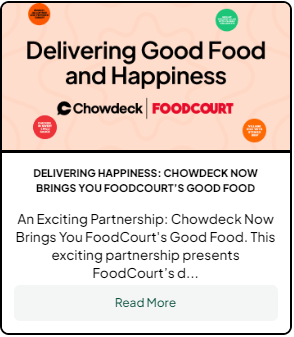 Delivering Good Food
and Happiness
Chowdeck | FOODCOURT
DELIVERING HAPPINESS: CHOWDECK NOW
BRINGS YOU FOODCOURT'S GOOD FOOD
An Exciting Partnership: Chowdeck Now
Brings You FoodCourt's Good Food. This
exciting partnership presents
FoodCourt's d...
Read More